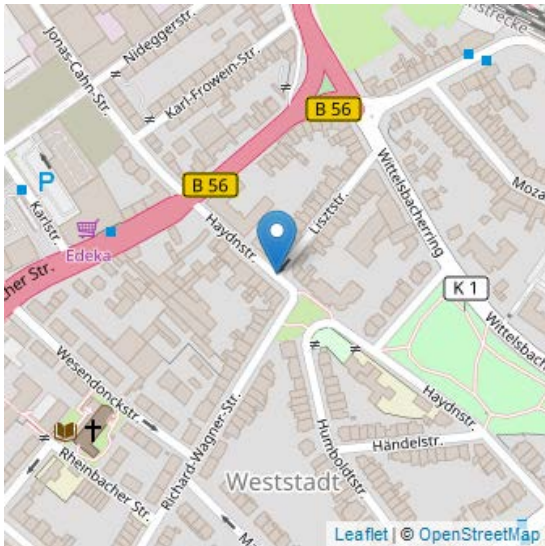 Nideggerstr.
Jonas-Cahn-Str.
Karl-Frowein-Str.
B 56
B 56
Wittelsbacherring
Moza
P
Karlstr.
Haydnstr.
Lisztstr.
Edeka
cher Str.
K 1
Wittelsb
Wesendonckstr.
Haydnstr.
Richard-Wagner-Str.
Humboldtstr.
Händelstr.
Rheinbacher Str.
Weststadt
Leaflet | © OpenStreetMap